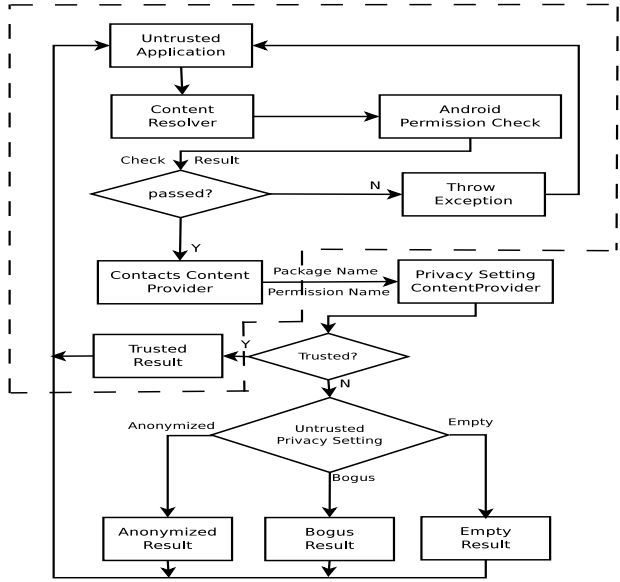 Untrusted
Application
Content
Resolver
Android
Permission Check
Check Result
passed?
N
Throw
Exception
Y
Contacts Content
Provider
Package Name
Permission Name
Privacy Setting
ContentProvider
Trusted
Result
Y
Trusted?
N
Anonymized
Untrusted
Privacy Setting
Empty
Bogus
Anonymized
Result
Bogus
Result
Empty
Result